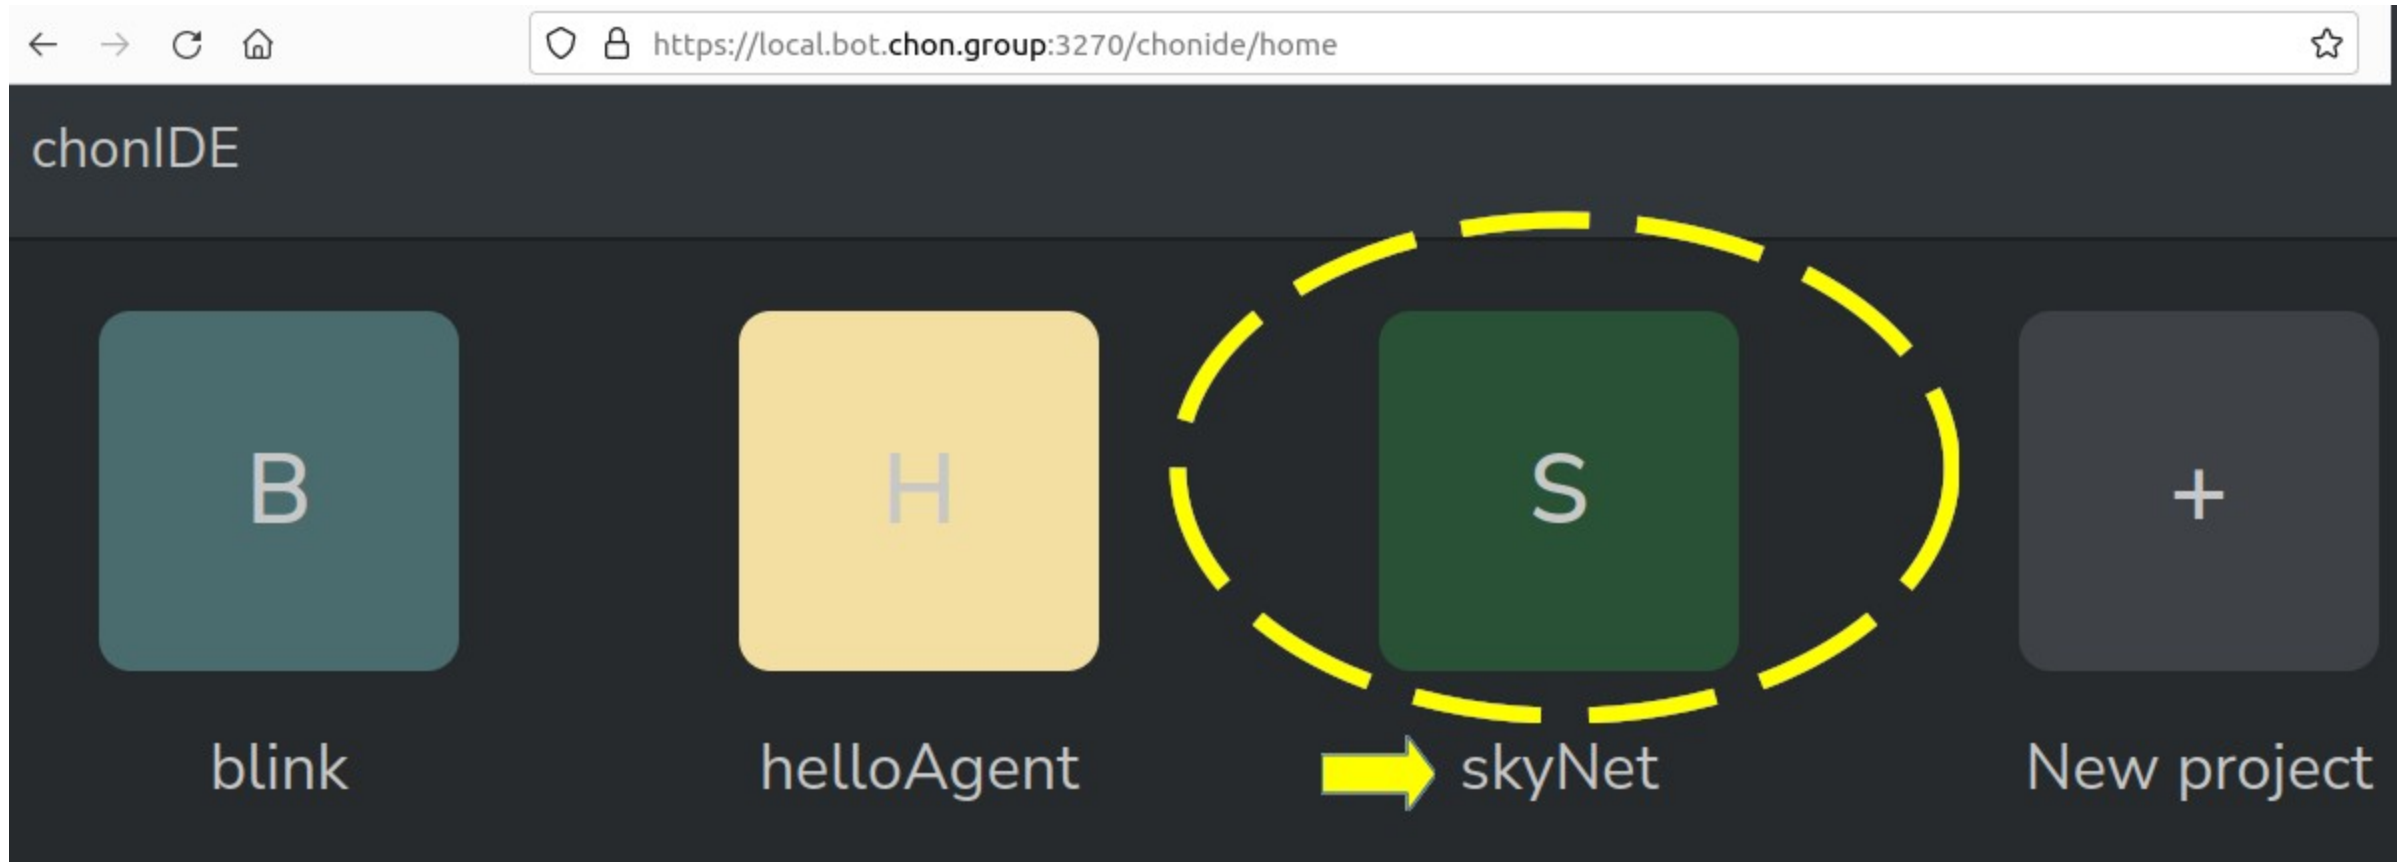 https://local.bot.chon.group:3270/chonide/home
chonIDE
B H S +
blink helloAgent skyNet New project